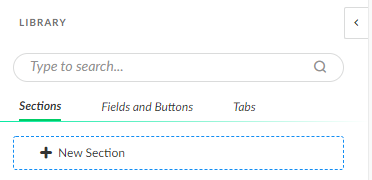 LIBRARY
Type to search...
Sections Fields and Buttons Tabs
New Section